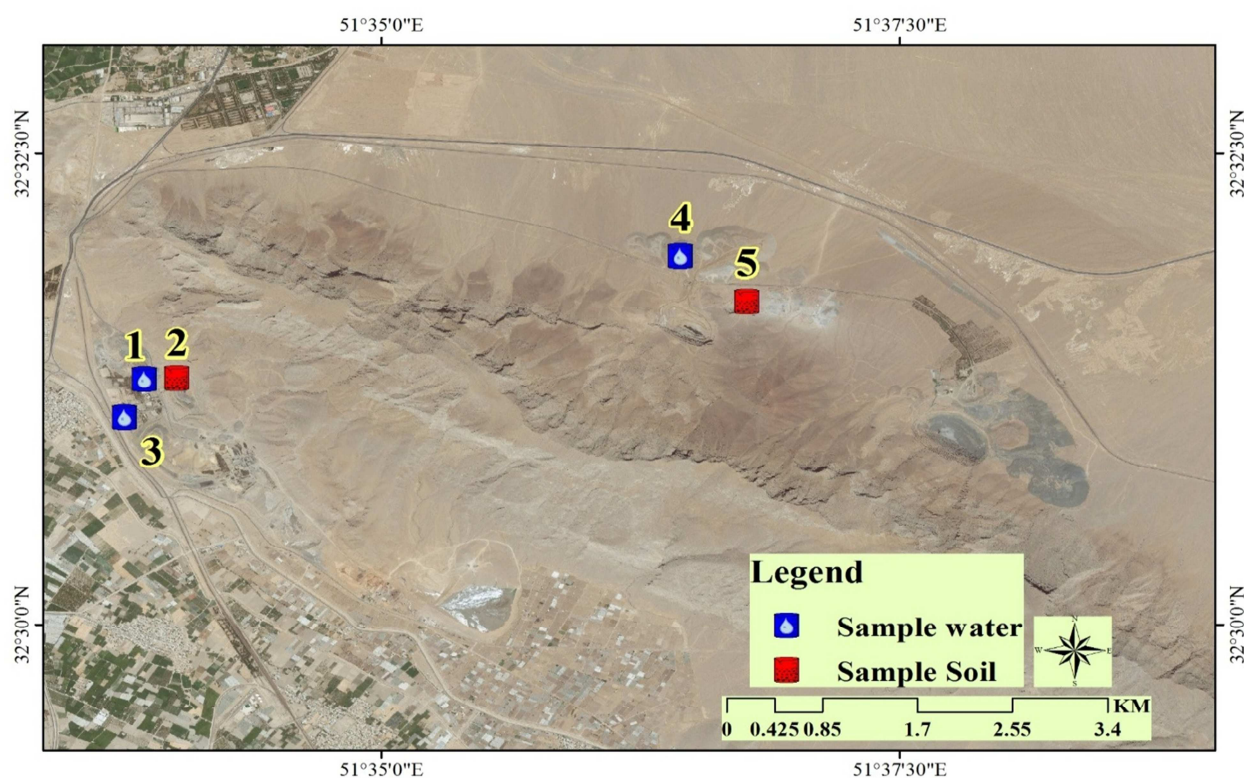 51°35'0"E 51°37'30"E
32°32'30"N 32°32'30"N
4
5
1 2
3
Legend
Sample water
Sample Soil
N
W E
S
32°30'0"N 32°30'0"N
KM
0 0.425 0.85 1.7 2.55 3.4
51°35'0"E 51°37'30"E